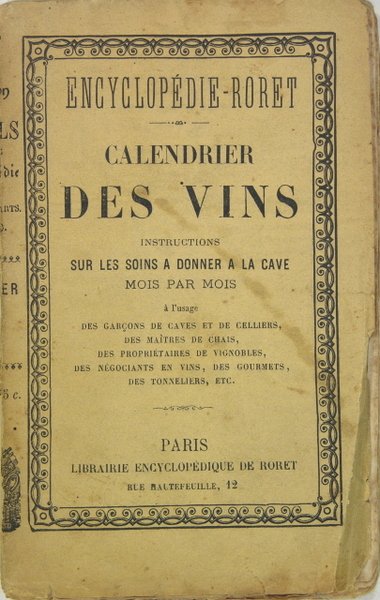 ENCYCLOPÉDIE-RORET
CALENDRIER
DES VINS
INSTRUCTIONS
SUR LES SOINS A DONNER A LA CAVE
MOIS PAR MOIS
à l'usage
DES GARÇONS DE CAVES ET DE CELLIERS,
DES MAÎTRES DE CHAIS,
DES PROPRIÉTAIRES DE VIGNOBLES,
DES NÉGOCIANTS EN VINS, DES GOURMETS,
DES TONNELIERS, ETC.
PARIS
LIBRAIRIE ENCYCLOPÉDIQUE DE RORET
RUE HAUTEFEUILLE, 12